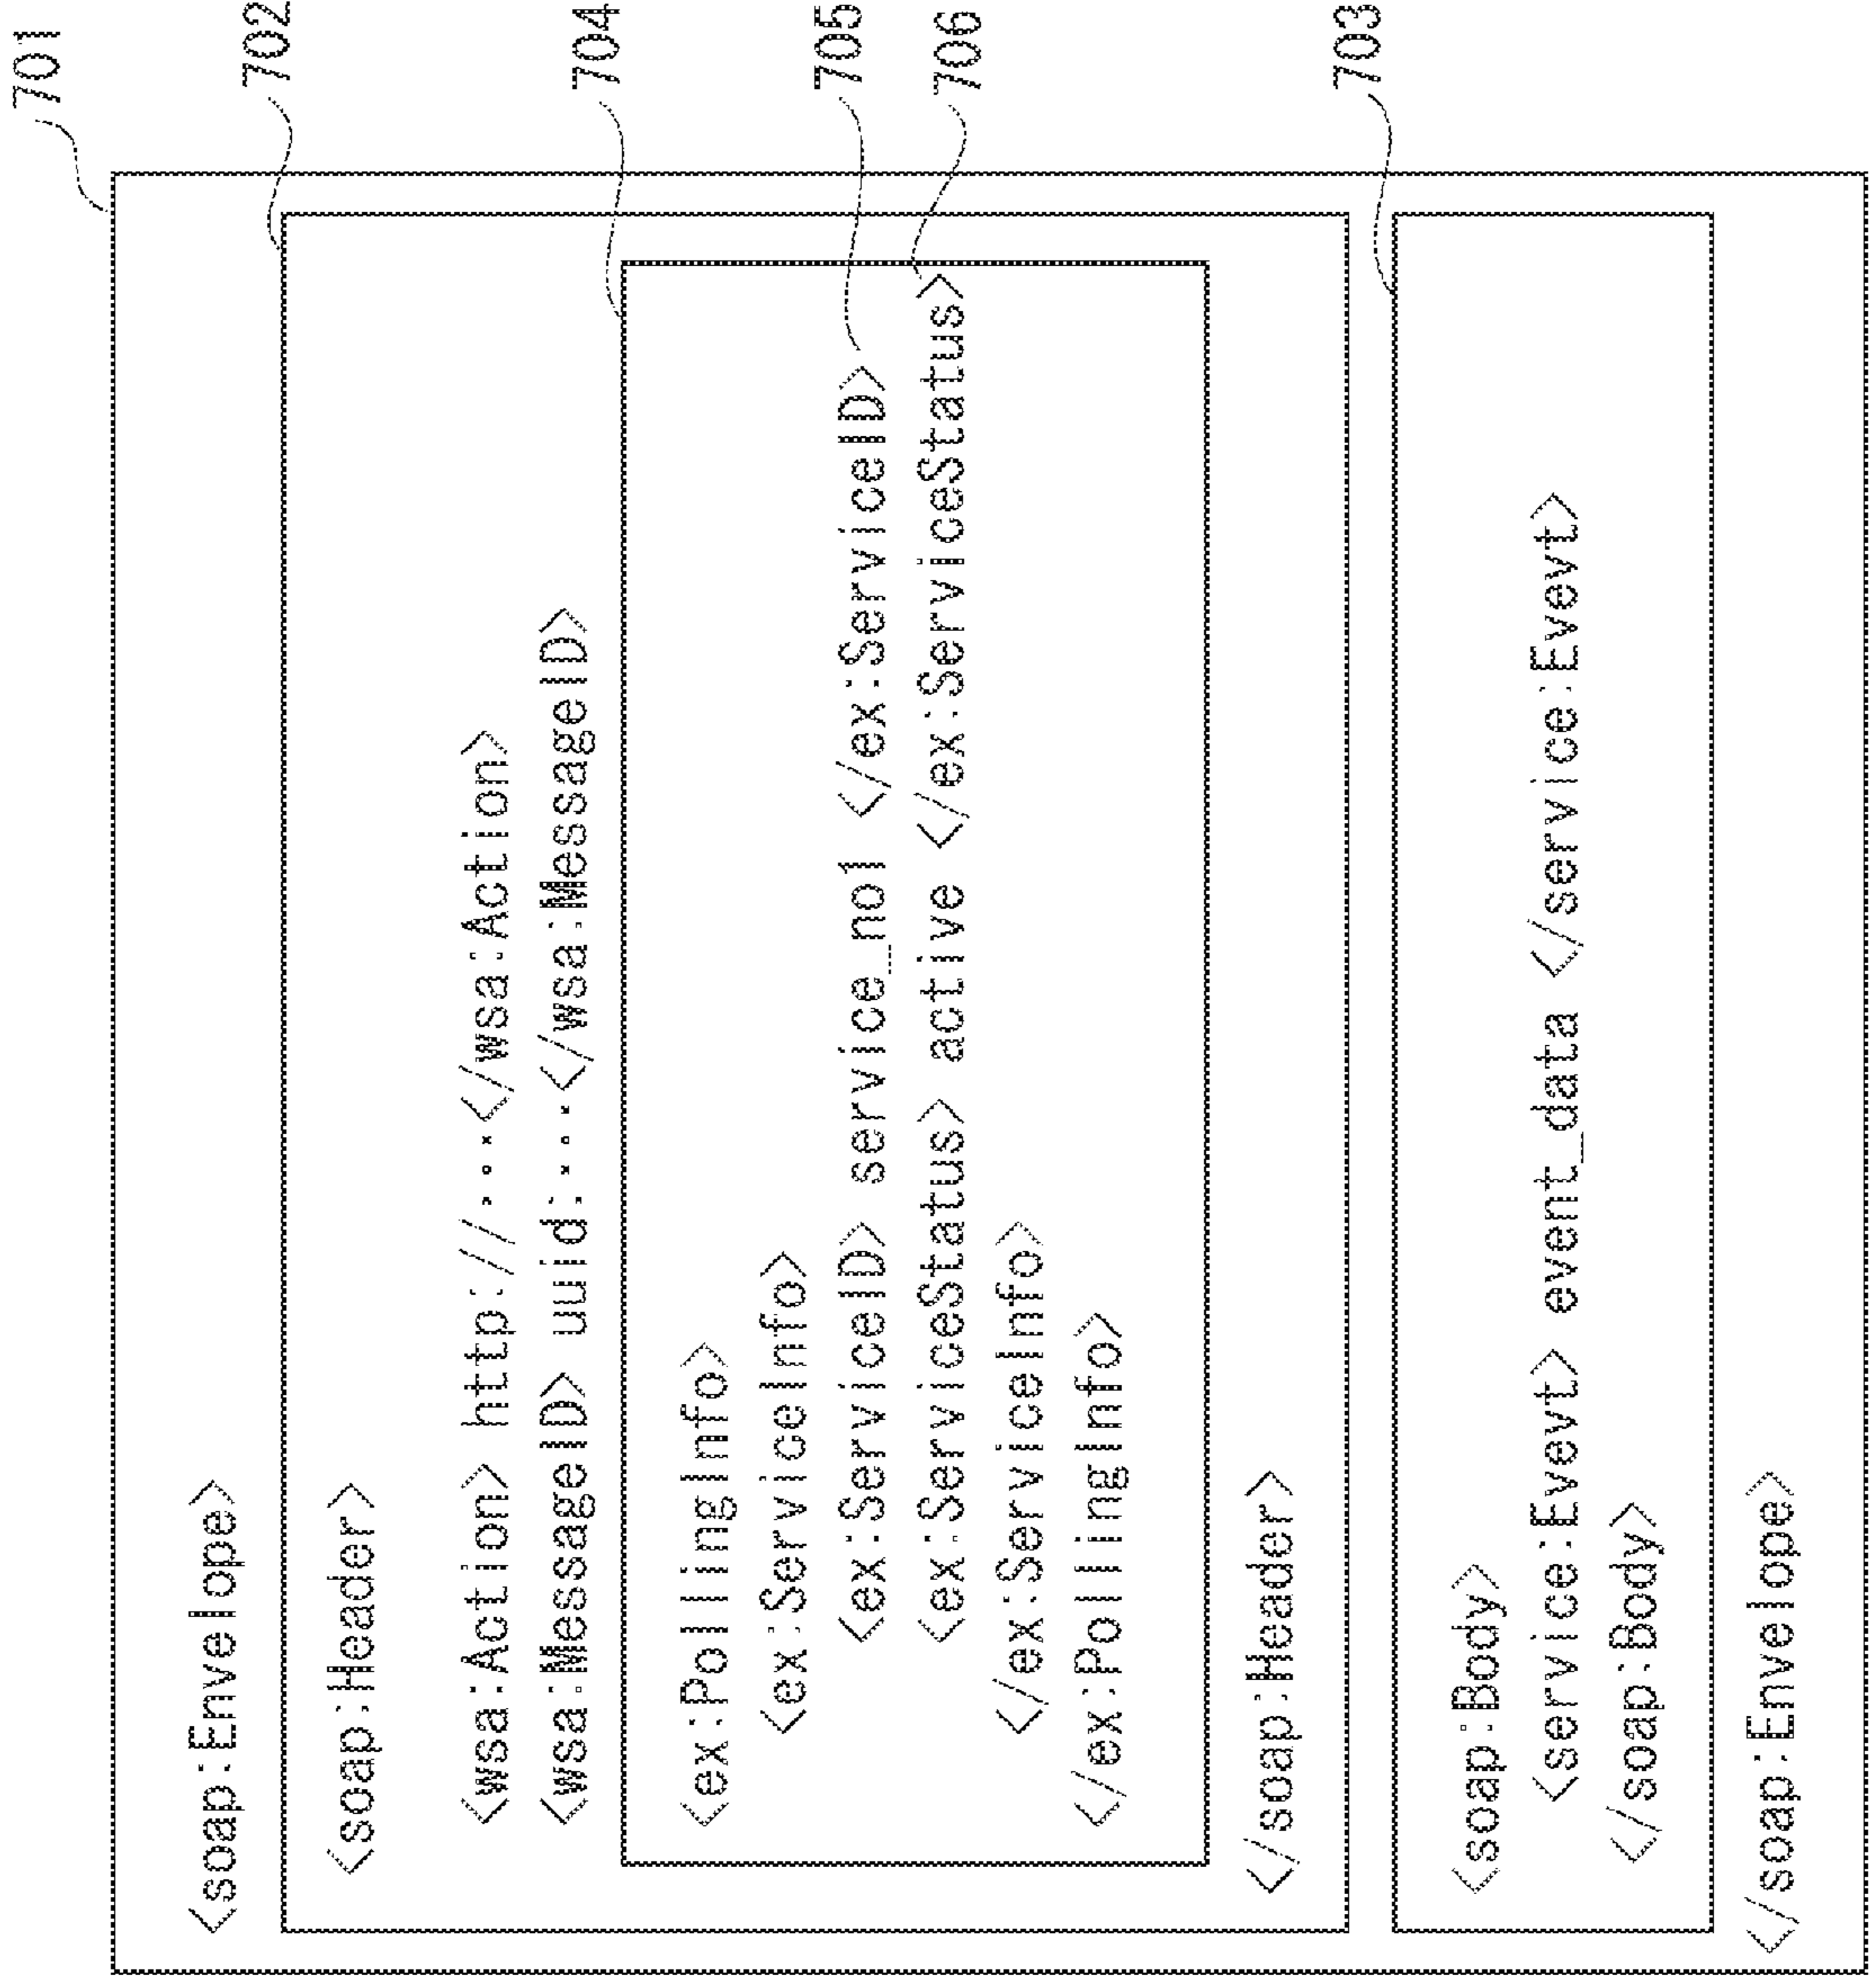 701
<soap:Envelope>
702
<soap:Header>
<wsa:Action> http://...</wsa:Action>
<wsa:MessageID> uuid:...</wsa:MessageID>
704
<ex:PollingInfo>
<ex:ServiceInfo>
<ex:ServiceID> service_no1 </ex:ServiceID>
705
<ex:ServiceStatus> active </ex:ServiceStatus>
706
</ex:ServiceInfo>
</ex:PollingInfo>
</soap:Header>
703
<soap:Body>
<service:Evevt> event_data </service:Evevt>
</soap:Body>
</soap:Envelope>